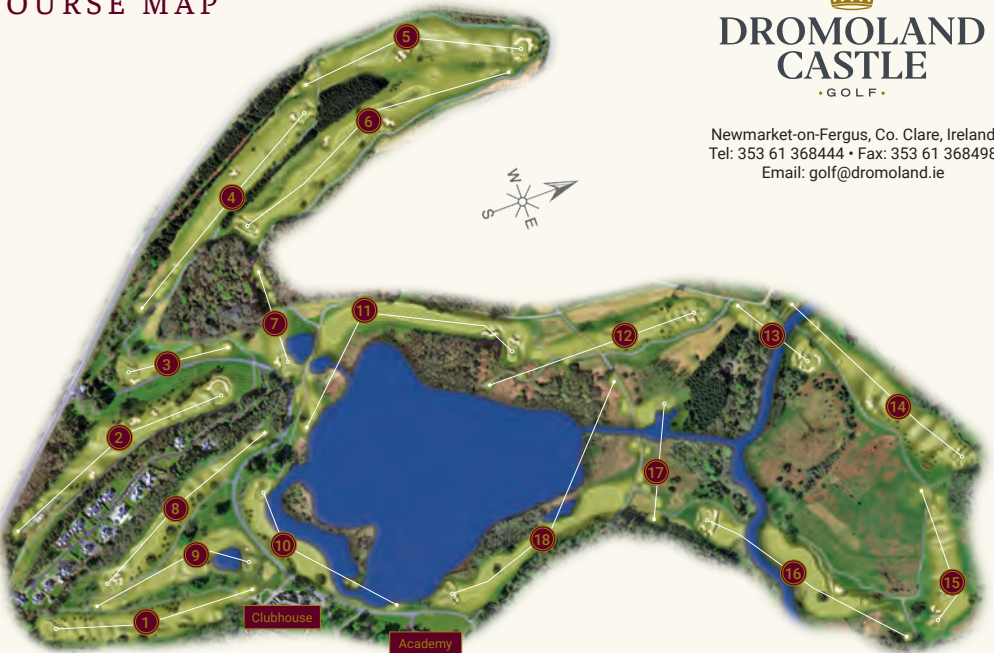 OURSE MAP
DROMOLAND
CASTLE
• GOLF •
Newmarket-on-Fergus, Co. Clare, Ireland
Tel: 353 61 368444 • Fax: 353 61 368498
Email: golf@dromoland.ie
5
6
W
S
E
4
11
7
12
13
3
14
2
17
8
18
9
10
16
15
1
Clubhouse
Academy